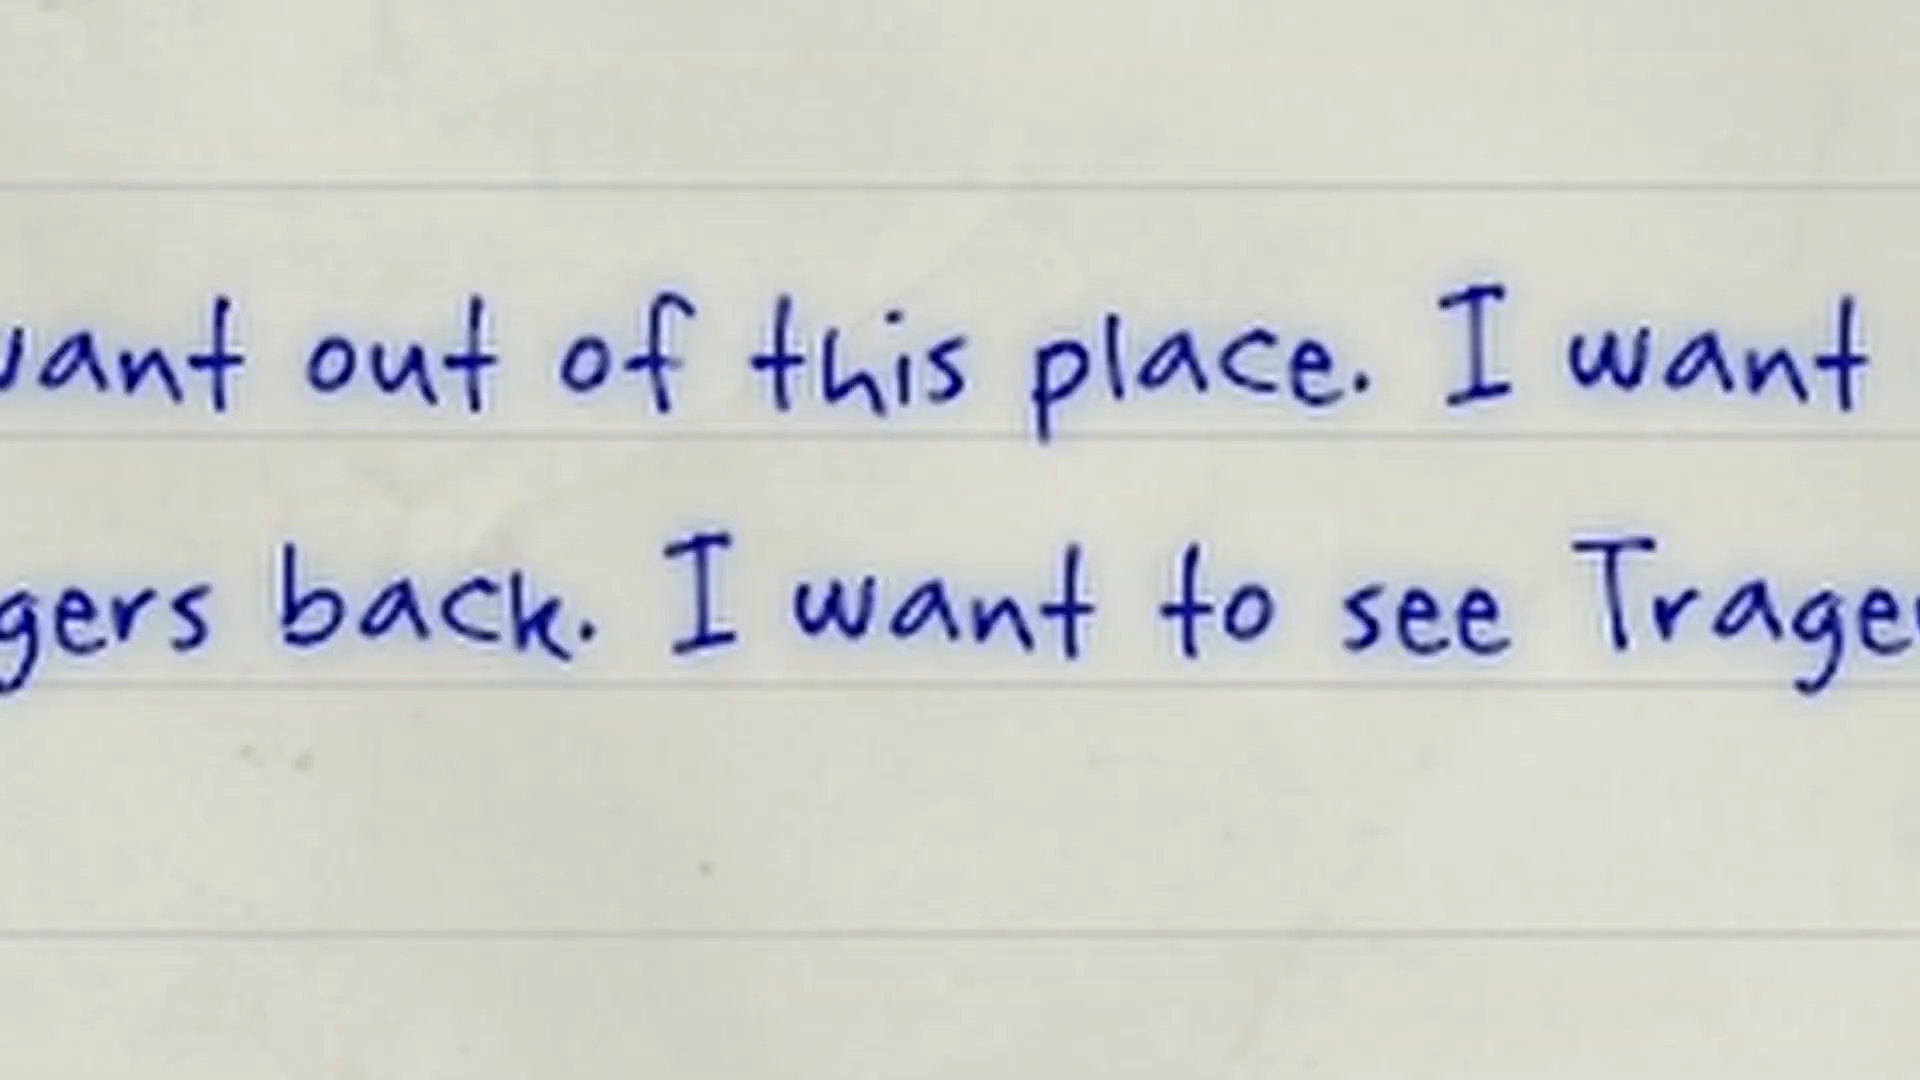 want out of this place. I want
gers back. I want to see Trage